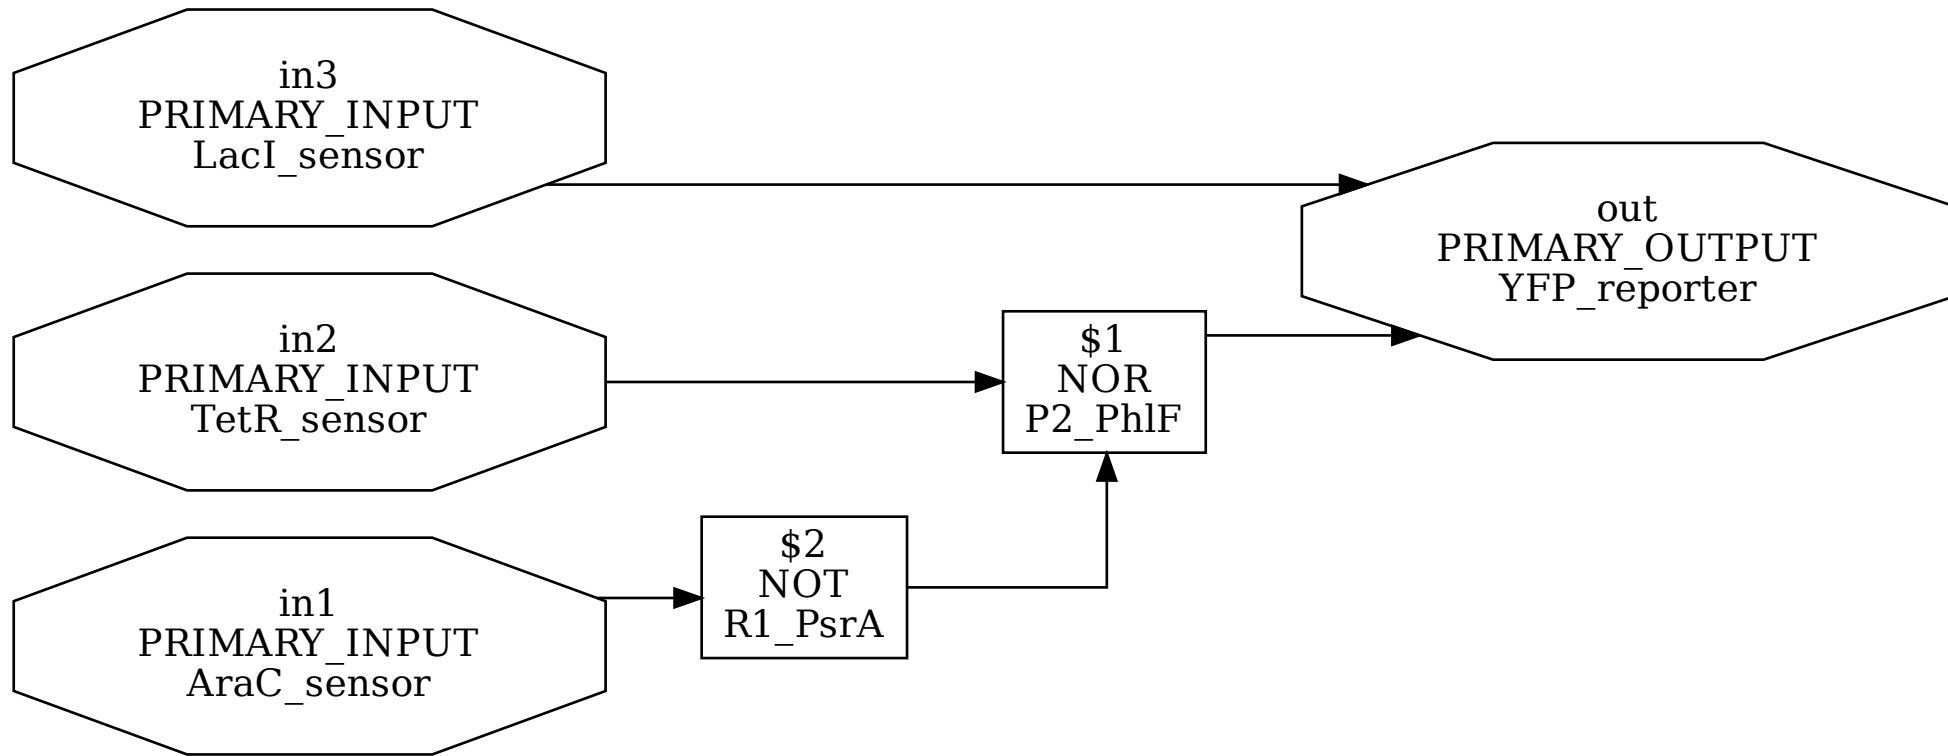 in3
PRIMARY_INPUT
LacI_sensor
out
PRIMARY_OUTPUT
YFP_reporter
in2
PRIMARY_INPUT
TetR_sensor
$1
NOR
P2_PhlF
$2
NOT
R1_PsrA
in1
PRIMARY_INPUT
AraC_sensor